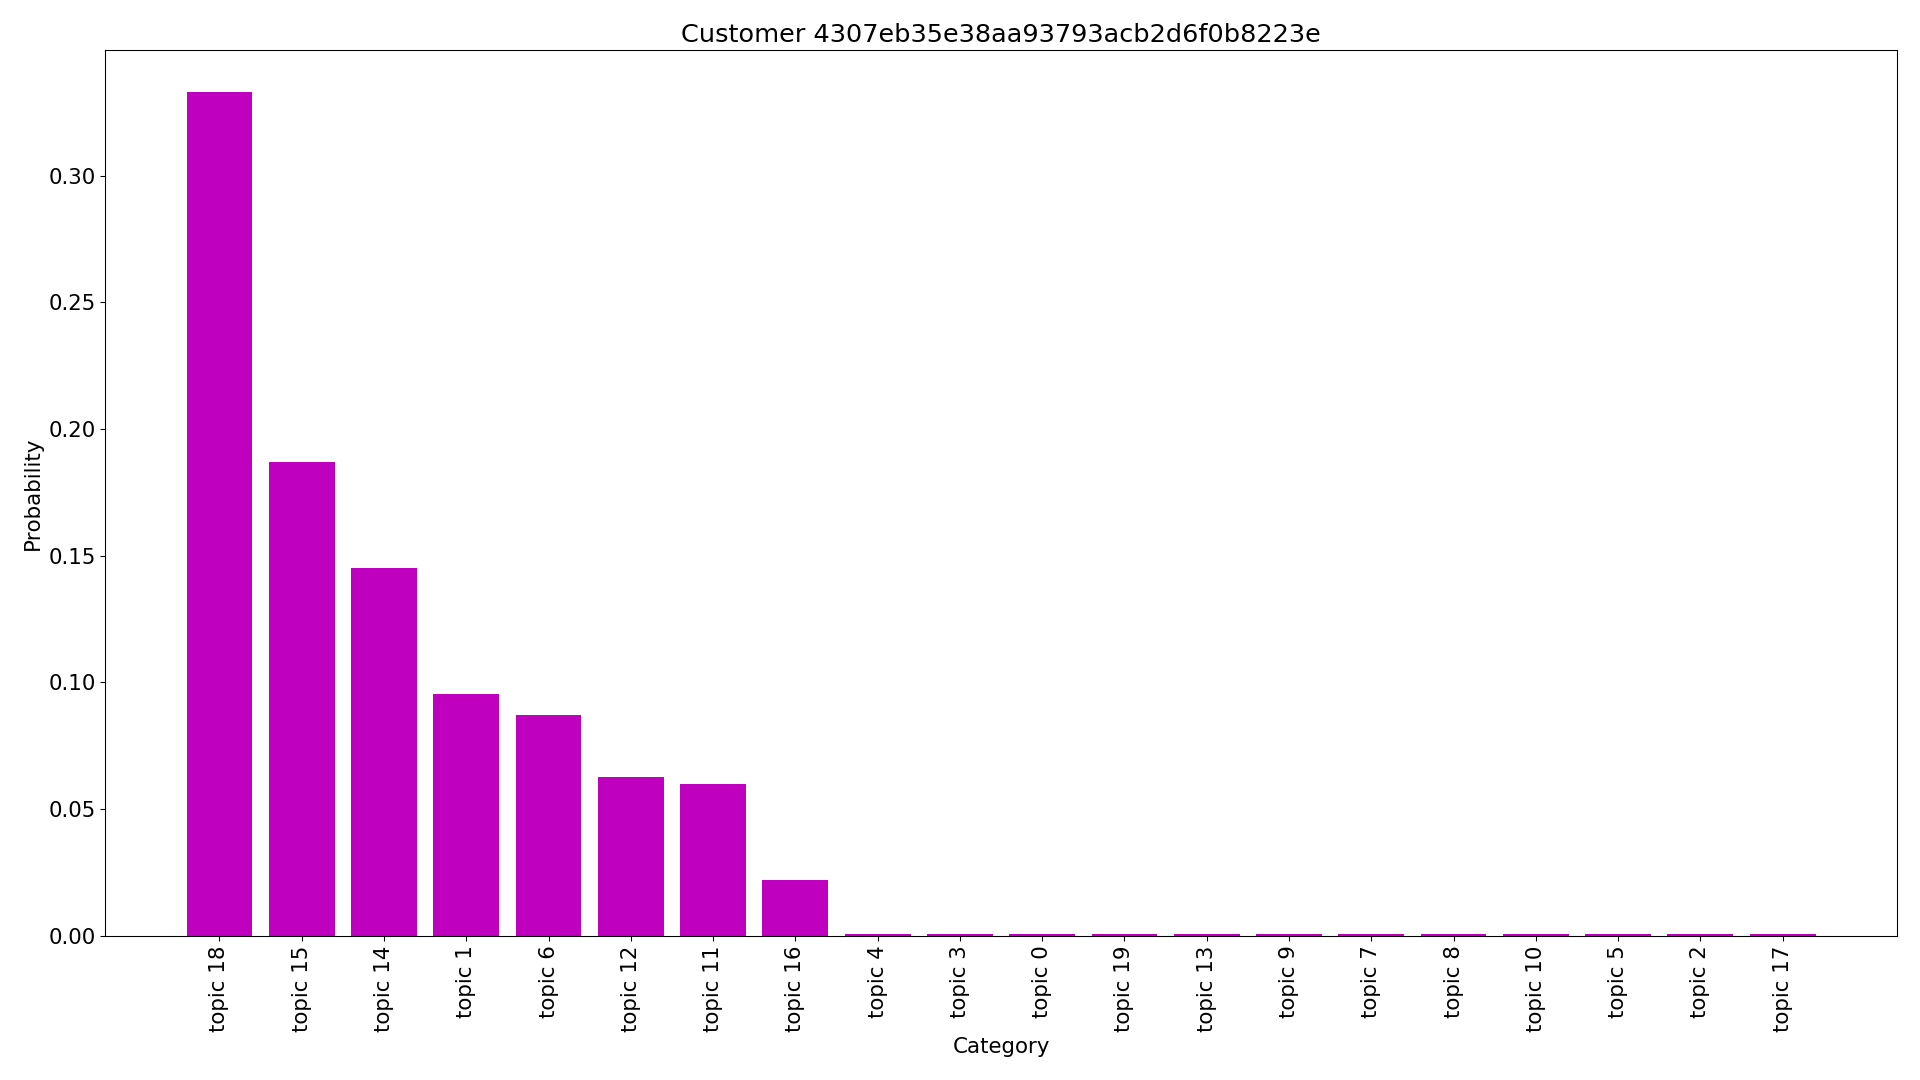 Customer 4307eb35e38aa93793acb2d6f0b8223e
Probability
0.30
0.25
0.20
0.15
0.10
0.05
0.00
topic 18
topic 15
topic 14
topic 1
topic 6
topic 12
topic 11
topic 16
topic 4
topic 3
topic 0
topic 19
topic 13
topic 9
topic 7
topic 8
topic 10
topic 5
topic 2
topic 17
Category